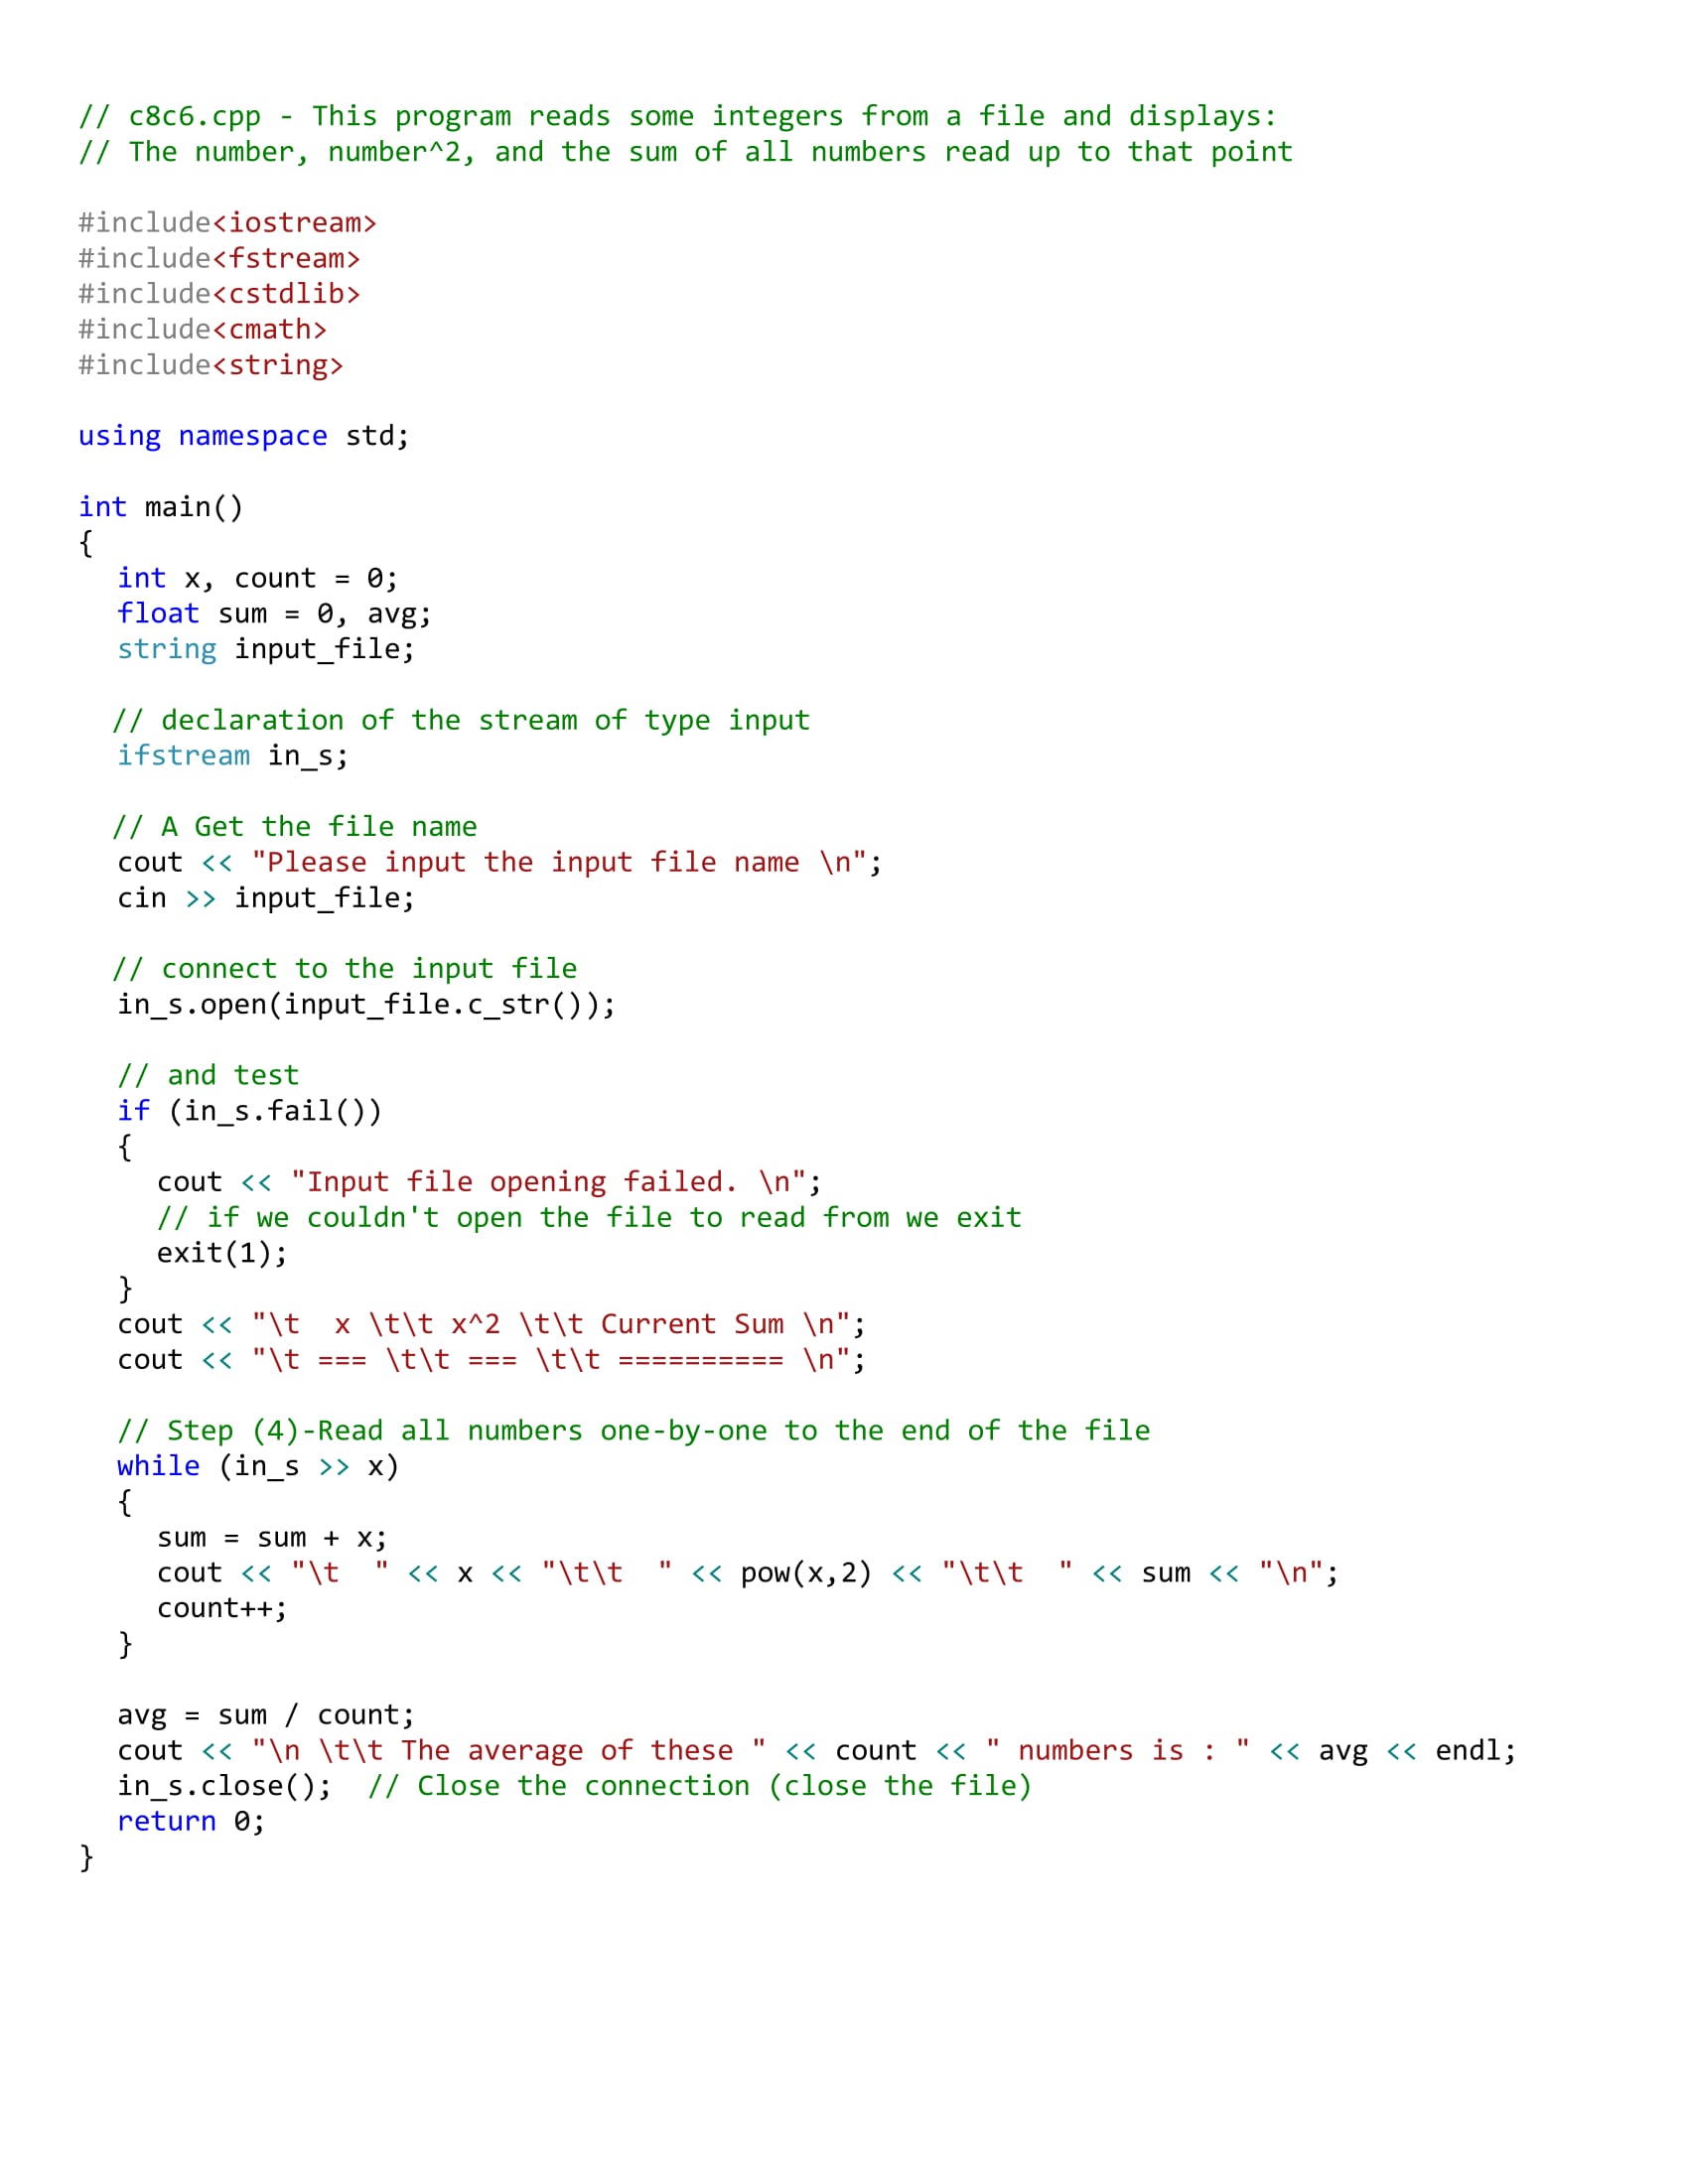 // c8c6.cpp - This program reads some integers from a file and displays:
// The number, number^2, and the sum of all numbers read up to that point

#include<iostream>
#include<fstream>
#include<cstdlib>
#include<cmath>
#include<string>

using namespace std;

int main()
{
int x, count = 0;
float sum = 0, avg;
string input_file;

// declaration of the stream of type input
ifstream in_s;

// A Get the file name
cout << "Please input the input file name \n";
cin >> input_file;

// connect to the input file
in_s.open(input_file.c_str());

// and test
if (in_s.fail())
{
cout << "Input file opening failed. \n";
// if we couldn't open the file to read from we exit
exit(1);
}
cout << "\t  x \t\t x^2 \t\t Current Sum \n";
cout << "\t === \t\t === \t\t ========== \n";

// Step (4)-Read all numbers one-by-one to the end of the file
while (in_s >> x)
{
sum = sum + x;
cout << "\t  " << x << "\t\t  " << pow(x,2) << "\t\t  " << sum << "\n";
count++;
}

avg = sum / count;
cout << "\n \t\t The average of these " << count << " numbers is : " << avg << endl;
in_s.close();  // Close the connection (close the file)
return 0;
}